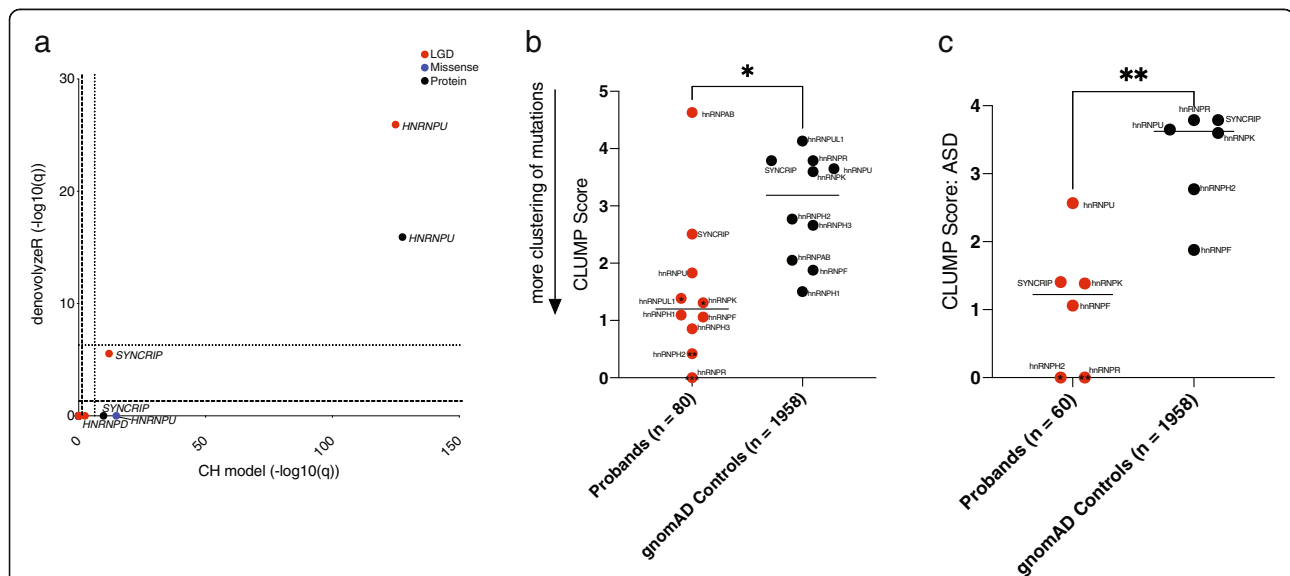 a
LGD
Missense
Protein
30
20
10
0
denovolyzeR (-log10(q))
HNRNPU
HNRNPU
SYNCRIP
SYNCRIP
HNRNPU
HNRNPD
0
50
100
150
CH model (-log10(q))
b
more clustering of mutations
CLUMP Score
5
4
3
2
1
0
*
hnRNPAB
SYNCRIP
hnRNPU
hnRNPUL1
*
*
hnRNPK
hnRNPH1
hnRNPF
hnRNPH3
hnRNPH2
**
hnRNPR
hnRNPUL1
hnRNPR
SYNCRIP
hnRNPU
hnRNPK
hnRNPH2
hnRNPH3
hnRNPAB
hnRNPF
hnRNPH1
Probands (n = 80)
gnomAD Controls (n = 1958)
c
CLUMP Score: ASD
4
3
2
1
0
**
hnRNPU
SYNCRIP
hnRNPK
hnRNPF
hnRNPH2
hnRNPR
*
**
hnRNPR
hnRNPU
SYNCRIP
hnRNPK
hnRNPH2
hnRNPF
Probands (n = 60)
gnomAD Controls (n = 1958)